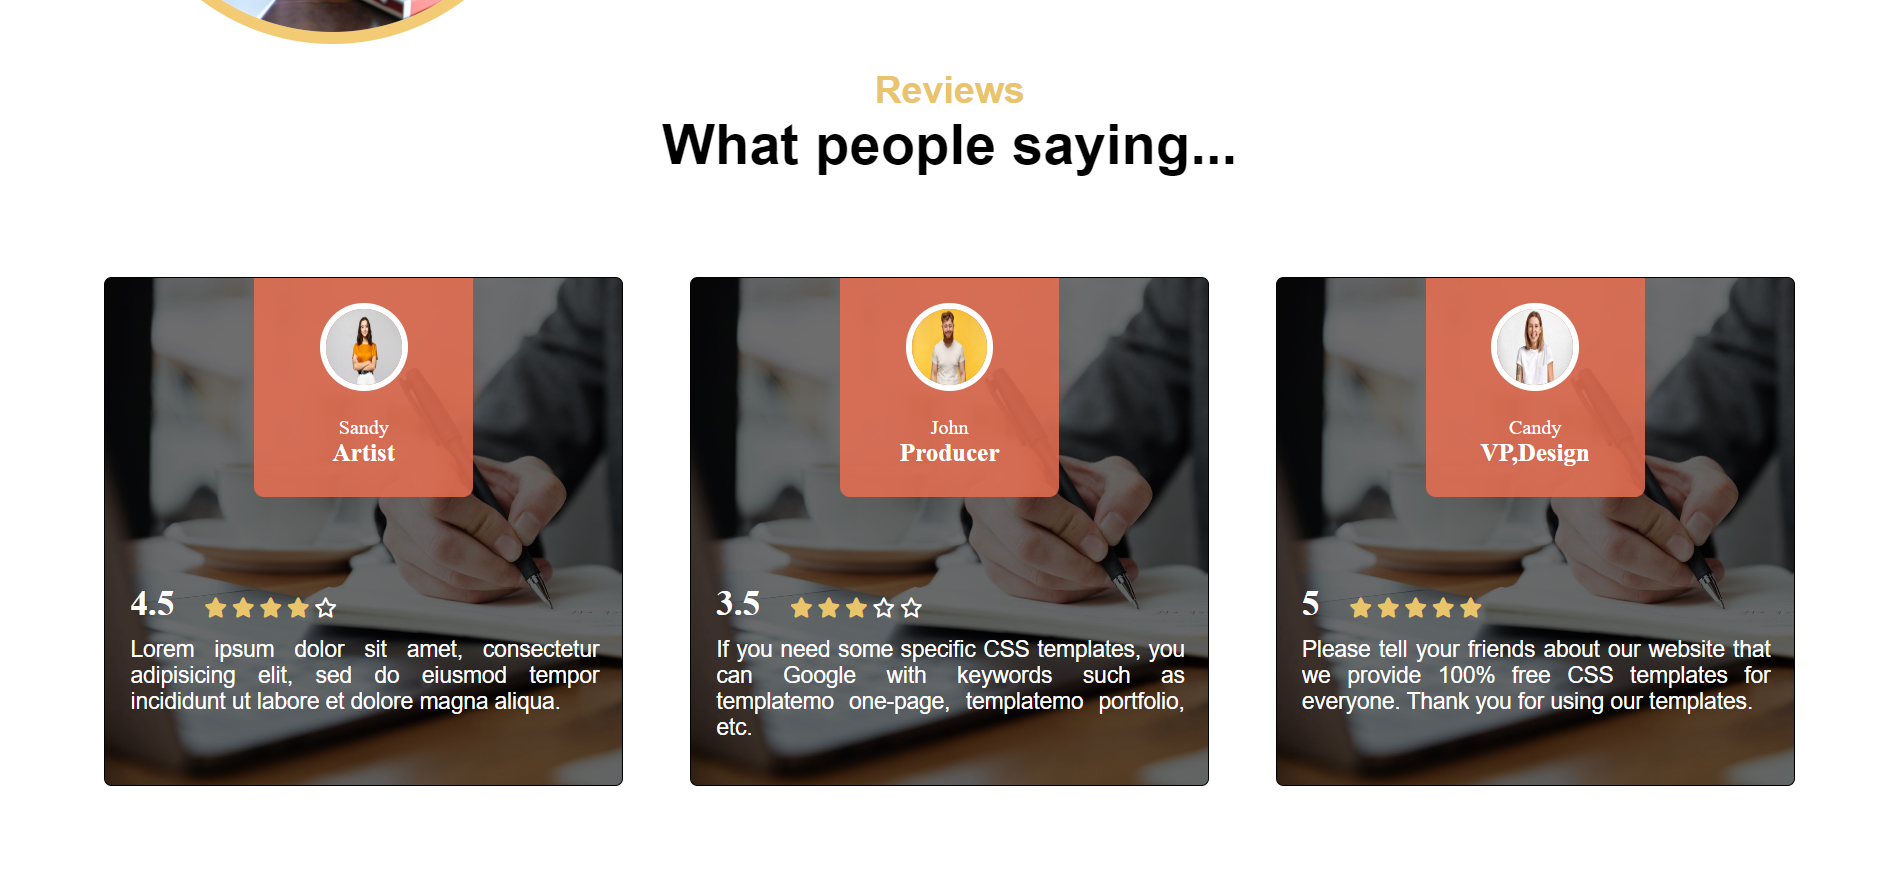 Reviews
What people saying...
Sandy
Artist
4.5
Lorem ipsum dolor sit amet, consectetur
adipisicing elit, sed do eiusmod tempor
incididunt ut labore et dolore magna aliqua.
John
Producer
3.5
If you need some specific CSS templates, you
can Google with keywords such as
templatemo one-page, templatemo portfolio,
etc.
Candy
VP,Design
5
Please tell your friends about our website that
we provide 100% free CSS templates for
everyone. Thank you for using our templates.